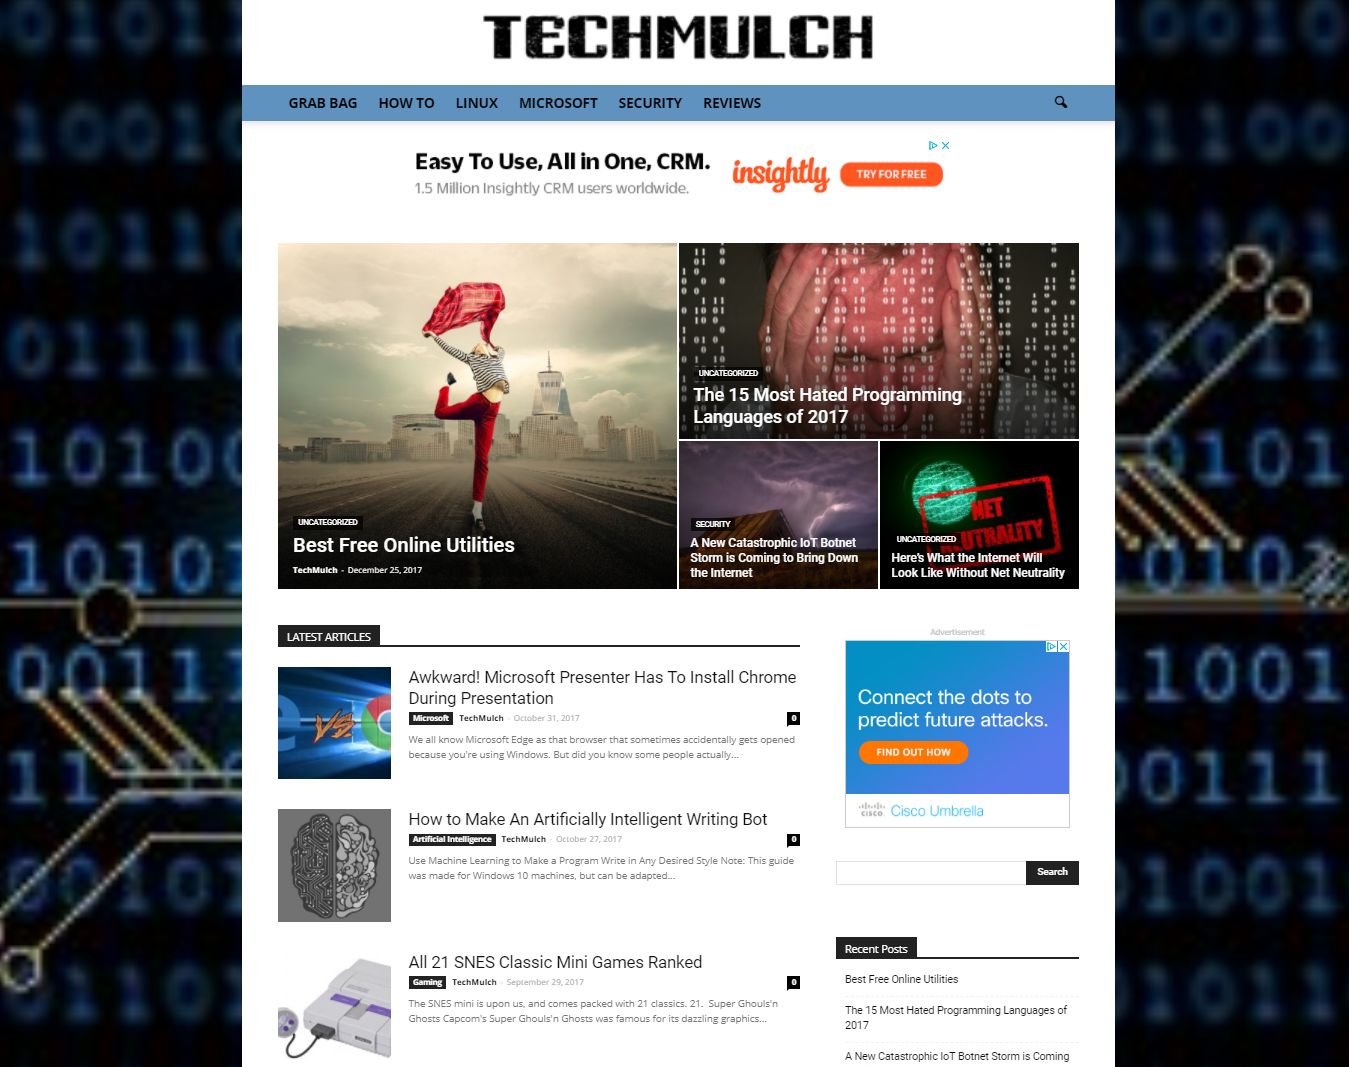 TECHMULCH
GRAB BAG HOW TO LINUX MICROSOFT SECURITY REVIEWS
Easy To Use, All in One, CRM.
1.5 Million Insightly CRM users worldwide.
insightly
TRY FOR FREE
UNCATEGORIZED
Best Free Online Utilities
TechMulch - December 25, 2017
UNCATEGORIZED
The 15 Most Hated Programming
Languages of 2017
SECURITY
A New Catastrophic IoT Botnet
Storm is Coming to Bring Down
the Internet
NET
NEUTRALITY
UNCATEGORIZED
Here's What the Internet Will
Look Like Without Net Neutrality
LATEST ARTICLES
VS
Awkward! Microsoft Presenter Has To Install Chrome
During Presentation
Microsoft TechMulch - October 31, 2017 0
We all know Microsoft Edge as that browser that sometimes accidentally gets opened
because you're using Windows. But did you know some people actually...
How to Make An Artificially Intelligent Writing Bot
Artificial Intelligence TechMulch - October 27, 2017 0
Use Machine Learning to Make a Program Write in Any Desired Style Note: This guide
was made for Windows 10 machines, but can be adapted...
All 21 SNES Classic Mini Games Ranked
Gaming TechMulch - September 29, 2017 0
The SNES mini is upon us, and comes packed with 21 classics. 21.  Super Ghouls'n
Ghosts Capcom's Super Ghouls'n Ghosts was famous for its dazzling graphics...
Advertisement
Connect the dots to
predict future attacks.
FIND OUT HOW
CISCO Cisco Umbrella
Search
Recent Posts
Best Free Online Utilities
The 15 Most Hated Programming Languages of
2017
A New Catastrophic IoT Botnet Storm is Coming